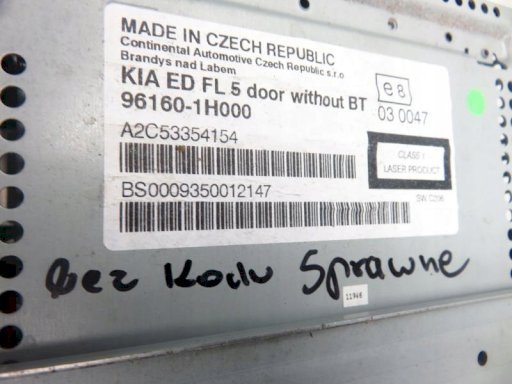 MADE IN CZECH REPUBLIC
Continental Automotive Czech Republic s.r.o
Brandys nad Labem
KIA ED FL 5 door without BT
96160-1H000
e8
03 0047
A2C53354154
CLASS 1
LASER PRODUCT
BS0009350012147
SW C206
bez kodu Sprawne
11946